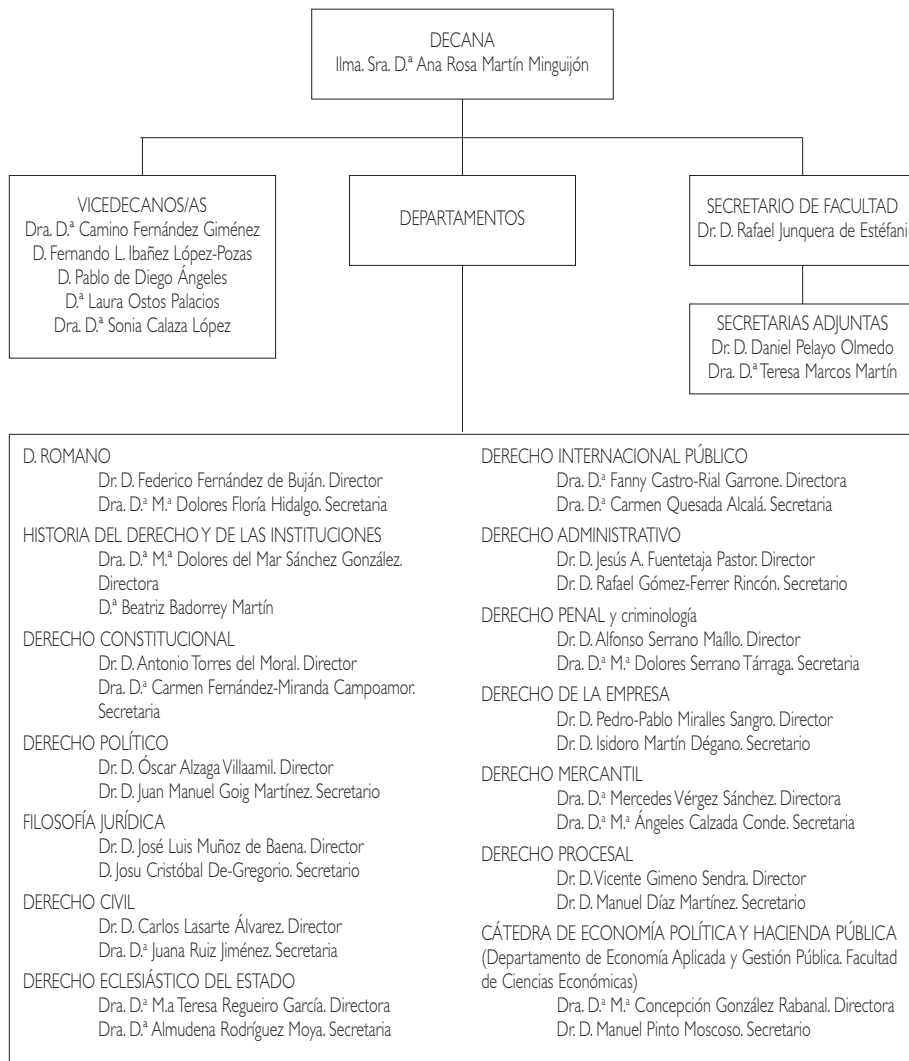 DECANA
Ilma. Sra. D.ª Ana Rosa Martín Minguijón
VICEDECANOS/AS
Dra. D.ª Camino Fernández Giménez
D. Fernando L. Ibañez López-Pozas
D. Pablo de Diego Ángeles
D.ª Laura Ostos Palacios
Dra. D.ª Sonia Calaza López
DEPARTAMENTOS
SECRETARIO DE FACULTAD
Dr. D. Rafael Junquera de Estéfani
SECRETARIAS ADJUNTAS
Dr. D. Daniel Pelayo Olmedo
Dra. D.ª Teresa Marcos Martín
D. ROMANO
Dr. D. Federico Fernández de Buján. Director
Dra. D.ª M.ª Dolores Floría Hidalgo. Secretaria
HISTORIA DEL DERECHO Y DE LAS INSTITUCIONES
Dra. D.ª M.ª Dolores del Mar Sánchez González.
Directora
D.ª Beatriz Badorrey Martín
DERECHO CONSTITUCIONAL
Dr. D. Antonio Torres del Moral. Director
Dra. D.ª Carmen Fernández-Miranda Campoamor.
Secretaria
DERECHO POLÍTICO
Dr. D. Óscar Alzaga Villaamil. Director
Dr. D. Juan Manuel Goig Martínez. Secretario
FILOSOFÍA JURÍDICA
Dr. D. José Luis Muñoz de Baena. Director
D. Josu Cristóbal De-Gregorio. Secretario
DERECHO CIVIL
Dr. D. Carlos Lasarte Álvarez. Director
Dra. D.ª Juana Ruiz Jiménez. Secretaria
DERECHO ECLESIÁSTICO DEL ESTADO
Dra. D.ª M.a Teresa Regueiro García. Directora
Dra. D.ª Almudena Rodríguez Moya. Secretaria
DERECHO INTERNACIONAL PÚBLICO
Dra. D.ª Fanny Castro-Rial Garrone. Directora
Dra. D.ª Carmen Quesada Alcalá. Secretaria
DERECHO ADMINISTRATIVO
Dr. D. Jesús A. Fuentetaja Pastor. Director
Dr. D. Rafael Gómez-Ferrer Rincón. Secretario
DERECHO PENAL y criminología
Dr. D. Alfonso Serrano Maíllo. Director
Dra. D.ª M.ª Dolores Serrano Tárraga. Secretaria
DERECHO DE LA EMPRESA
Dr. D. Pedro-Pablo Miralles Sangro. Director
Dr. D. Isidoro Martín Dégano. Secretario
DERECHO MERCANTIL
Dra. D.ª Mercedes Vérgez Sánchez. Directora
Dra. D.ª M.ª Ángeles Calzada Conde. Secretaria
DERECHO PROCESAL
Dr. D. Vicente Gimeno Sendra. Director
Dr. D. Manuel Díaz Martínez. Secretario
CÁTEDRA DE ECONOMÍA POLÍTICA Y HACIENDA PÚBLICA
(Departamento de Economía Aplicada y Gestión Pública. Facultad
de Ciencias Económicas)
Dra. D.ª M.ª Concepción González Rabanal. Directora
Dr. D. Manuel Pinto Moscoso. Secretario